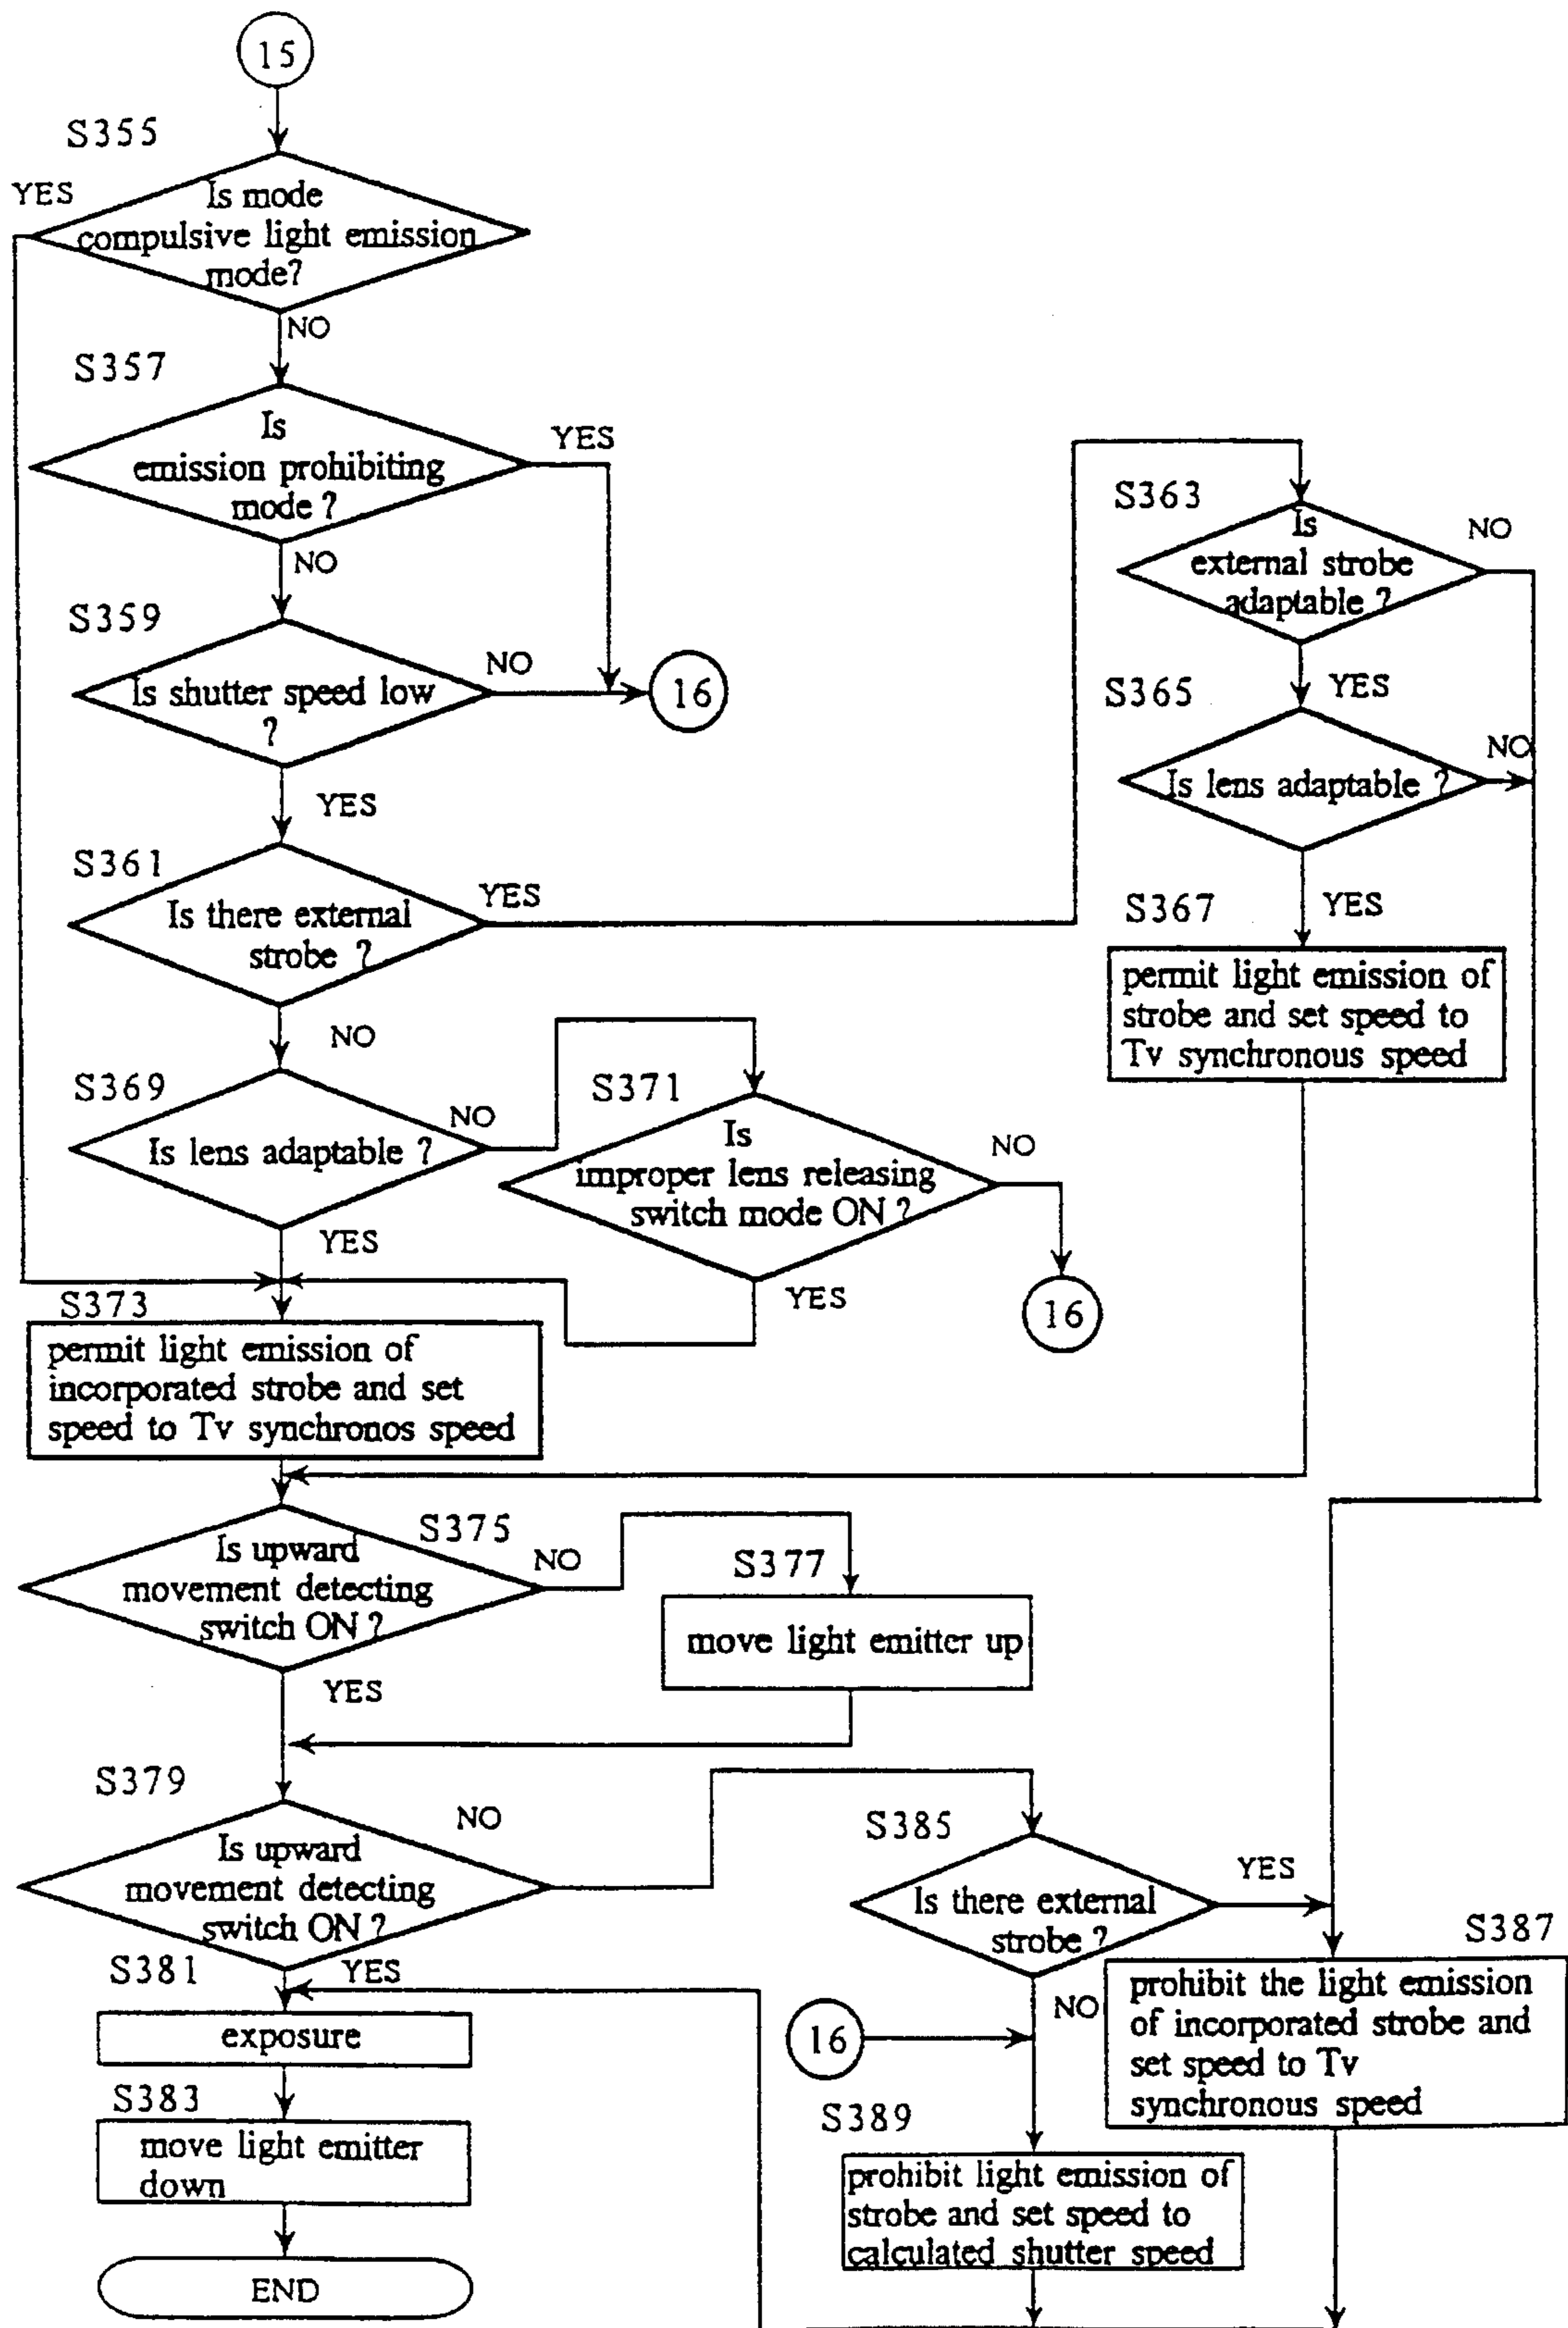 15
S355
YES
Is mode
compulsive light emission
mode?
NO
S357
Is
emission prohibiting
mode ?
YES
NO
S359
Is shutter speed low
?
NO
16
YES
S361
Is there external
strobe ?
YES
NO
S363
Is
external strobe
adaptable ?
NO
YES
S365
Is lens adaptable ?
NO
YES
S367
permit light emission of
strobe and set speed to
Tv synchronous speed
S369
Is lens adaptable ?
NO
YES
S371
Is
improper lens releasing
switch mode ON ?
NO
YES
16
S373
permit light emission of
incorporated strobe and set
speed to Tv synchronos speed
S375
Is upward
movement detecting
switch ON ?
NO
YES
S377
move light emitter up
S379
Is upward
movement detecting
switch ON ?
NO
YES
S381
exposure
S383
move light emitter
down
END
S385
Is there external
strobe ?
YES
NO
16
S387
prohibit the light emission
of incorporated strobe and
set speed to Tv
synchronous speed
S389
prohibit light emission of
strobe and set speed to
calculated shutter speed